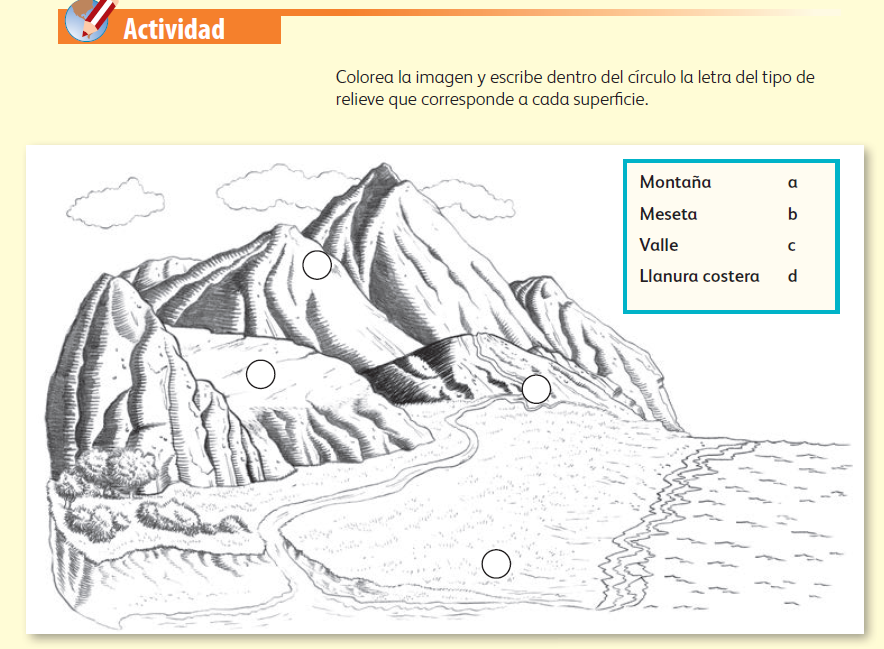 Actividad
Colorea la imagen y escribe dentro del círculo la letra del tipo de
relieve que corresponde a cada superficie.
Montaña a
Meseta b
Valle c
Llanura costera d